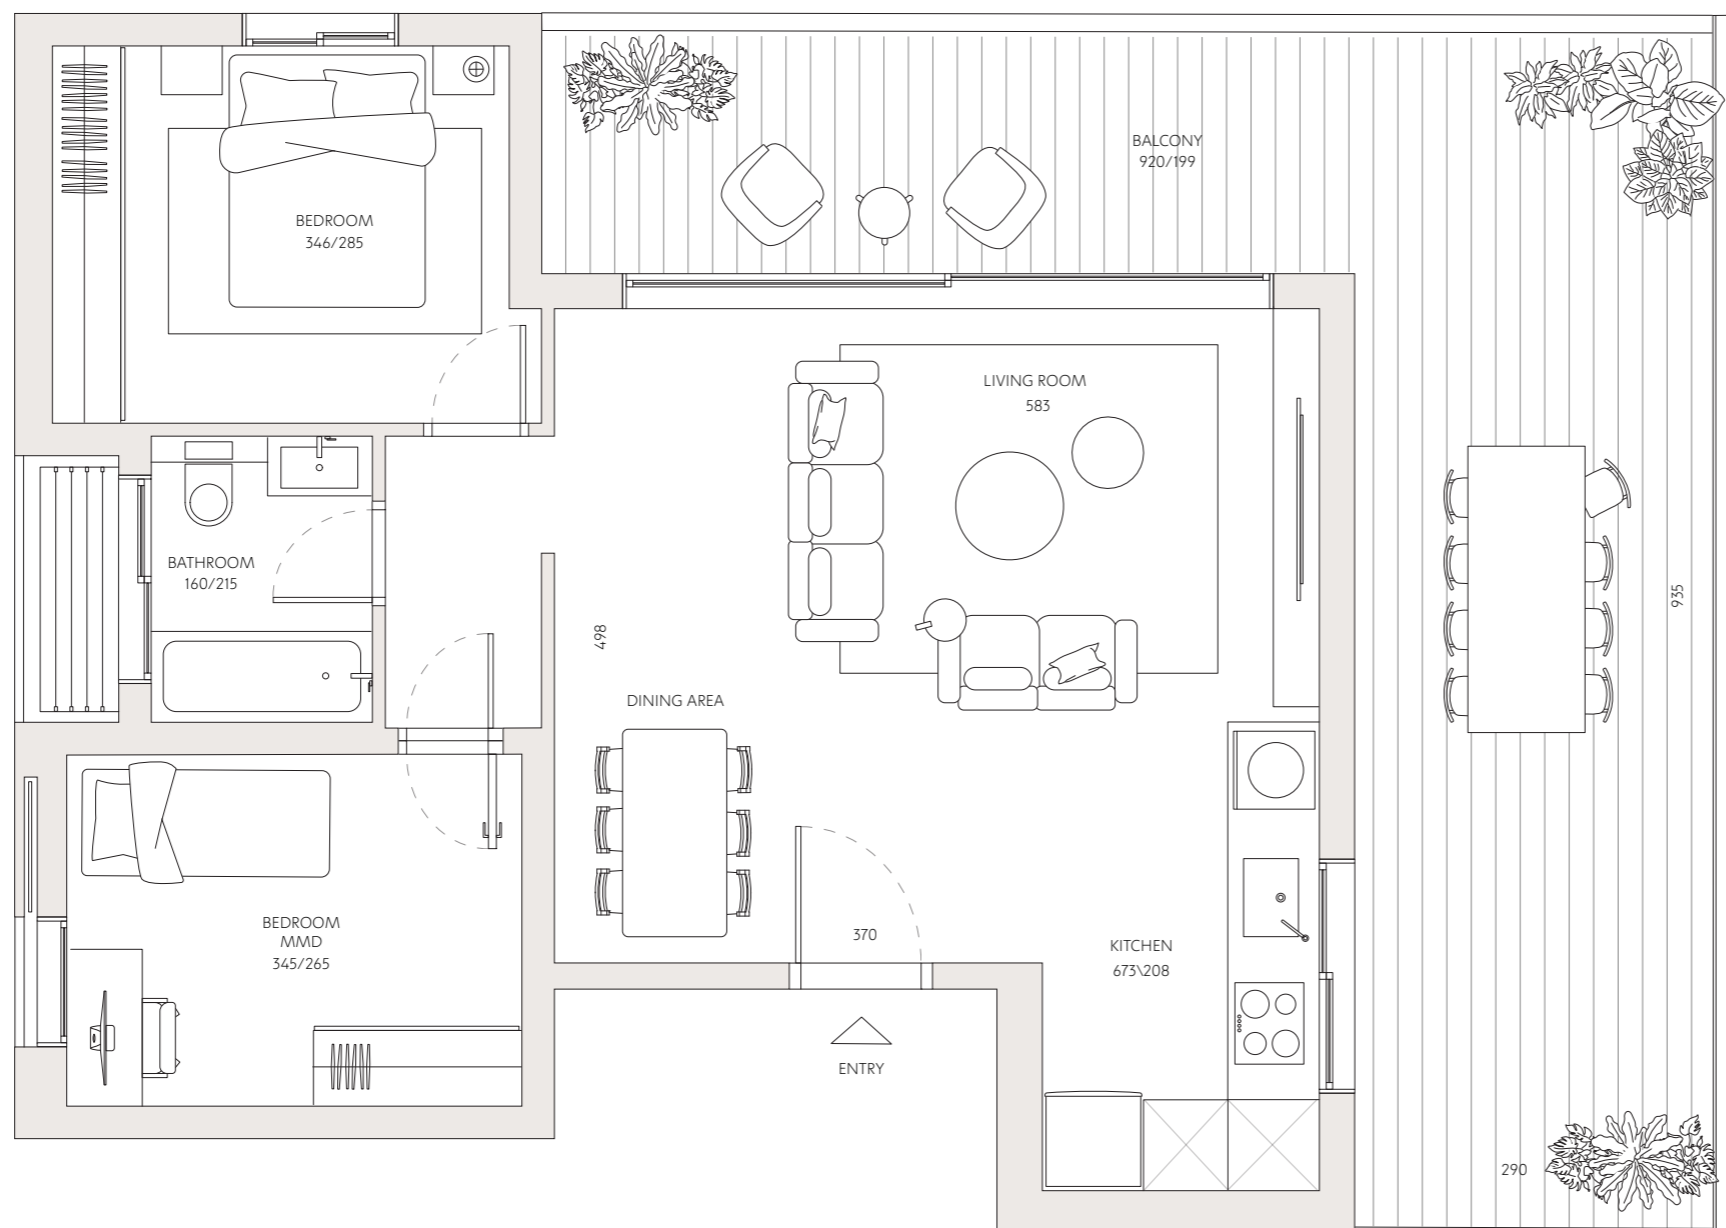 BALCONY
920/199
BEDROOM
346/285
LIVING ROOM
583
BATHROOM
160/215
935
498
DINING AREA
BEDROOM
MMD
345/265
370
KITCHEN
673\208
ENTRY
290